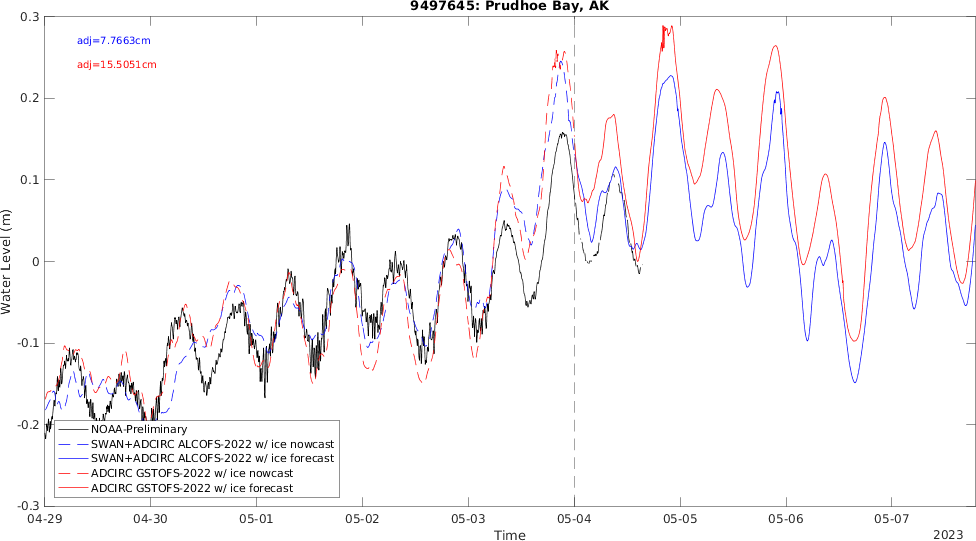 9497645: Prudhoe Bay, AK
0.3
adj=7.7663cm
adj=15.5051cm
0.2
0.1
0
-0.1
-0.2
-0.3
Water Level (m)
NOAA-Preliminary
SWAN+ADCIRC ALCOFS-2022 w/ ice nowcast
SWAN+ADCIRC ALCOFS-2022 w/ ice forecast
ADCIRC GSTOFS-2022 w/ ice nowcast
ADCIRC GSTOFS-2022 w/ ice forecast
04-29 04-30 05-01 05-02 05-03 05-04 05-05 05-06 05-07
Time
2023